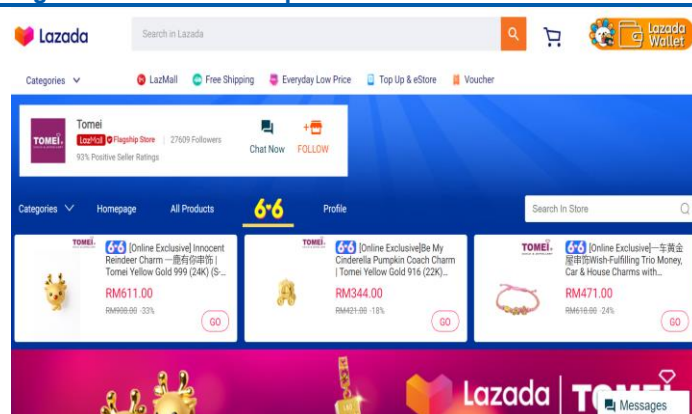 Lazada
Search in Lazada
Lazada
Wallet
Categories
LazMall
Free Shipping
Everyday Low Price
Top Up & eStore
Voucher
TOMEI.
Tomei
LazMall Flagship Store | 27609 Followers
93% Positive Seller Ratings
Chat Now
FOLLOW
Categories
Homepage
All Products
6·6
Profile
Search In Store
TOMEI.
6·6 [Online Exclusive] Innocent
Reindeer Charm 一鹿有你串饰 |
Tomei Yellow Gold 999 (24K) (S-...
RM611.00
RM908.00 -33%
GO
TOMEI.
6·6 [Online Exclusive]Be My
Cinderella Pumpkin Coach Charm
| Tomei Yellow Gold 916 (22K)...
RM344.00
RM421.00 -18%
GO
TOMEI.
6·6 [Online Exclusive]一车黄金
屋串饰Wish-Fulfilling Trio Money,
Car & House Charms with...
RM471.00
RM618.00 -24%
GO
Lazada | TOMEI
Messages